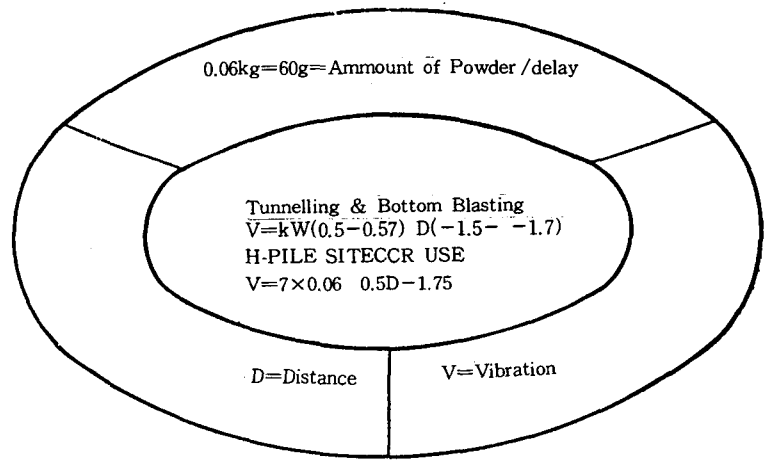 0.06kg=60g=Ammount of Powder/delay
Tunnelling & Bottom Blasting
V=kW(0.5-0.57) D(-1.5- -1.7)
H-PILE SITECCR USE
V=7×0.06 0.5D-1.75
D=Distance
V=Vibration